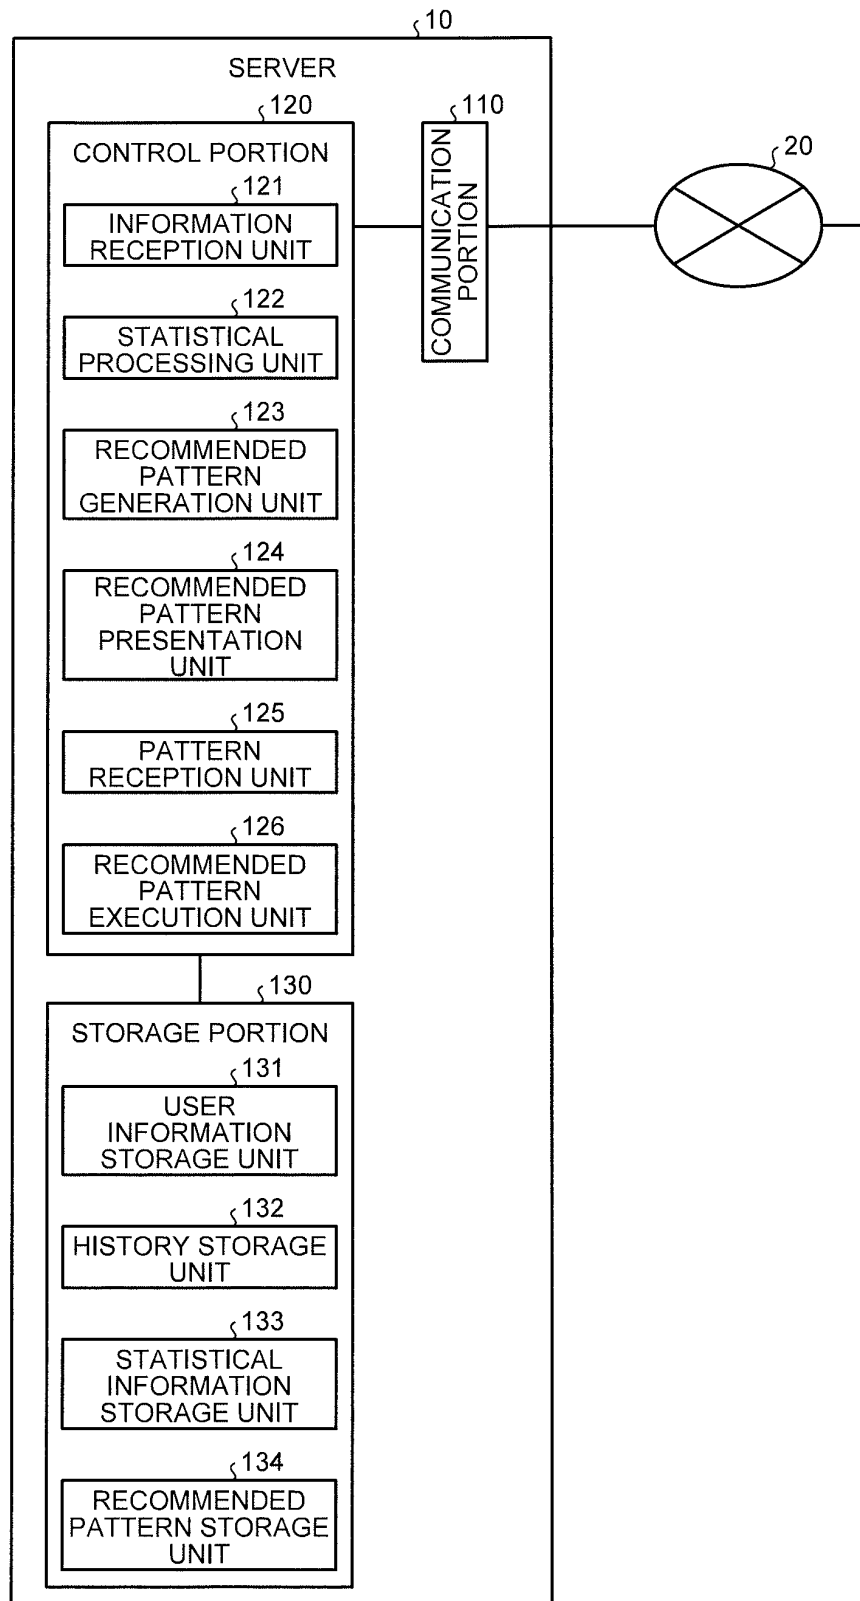 10
SERVER
120
110
20
CONTROL PORTION
COMMUNICATION
PORTION
121
INFORMATION
RECEPTION UNIT
122
STATISTICAL
PROCESSING UNIT
123
RECOMMENDED
PATTERN
GENERATION UNIT
124
RECOMMENDED
PATTERN
PRESENTATION
UNIT
125
PATTERN
RECEPTION UNIT
126
RECOMMENDED
PATTERN
EXECUTION UNIT
130
STORAGE PORTION
131
USER
INFORMATION
STORAGE UNIT
132
HISTORY STORAGE
UNIT
133
STATISTICAL
INFORMATION
STORAGE UNIT
134
RECOMMENDED
PATTERN STORAGE
UNIT